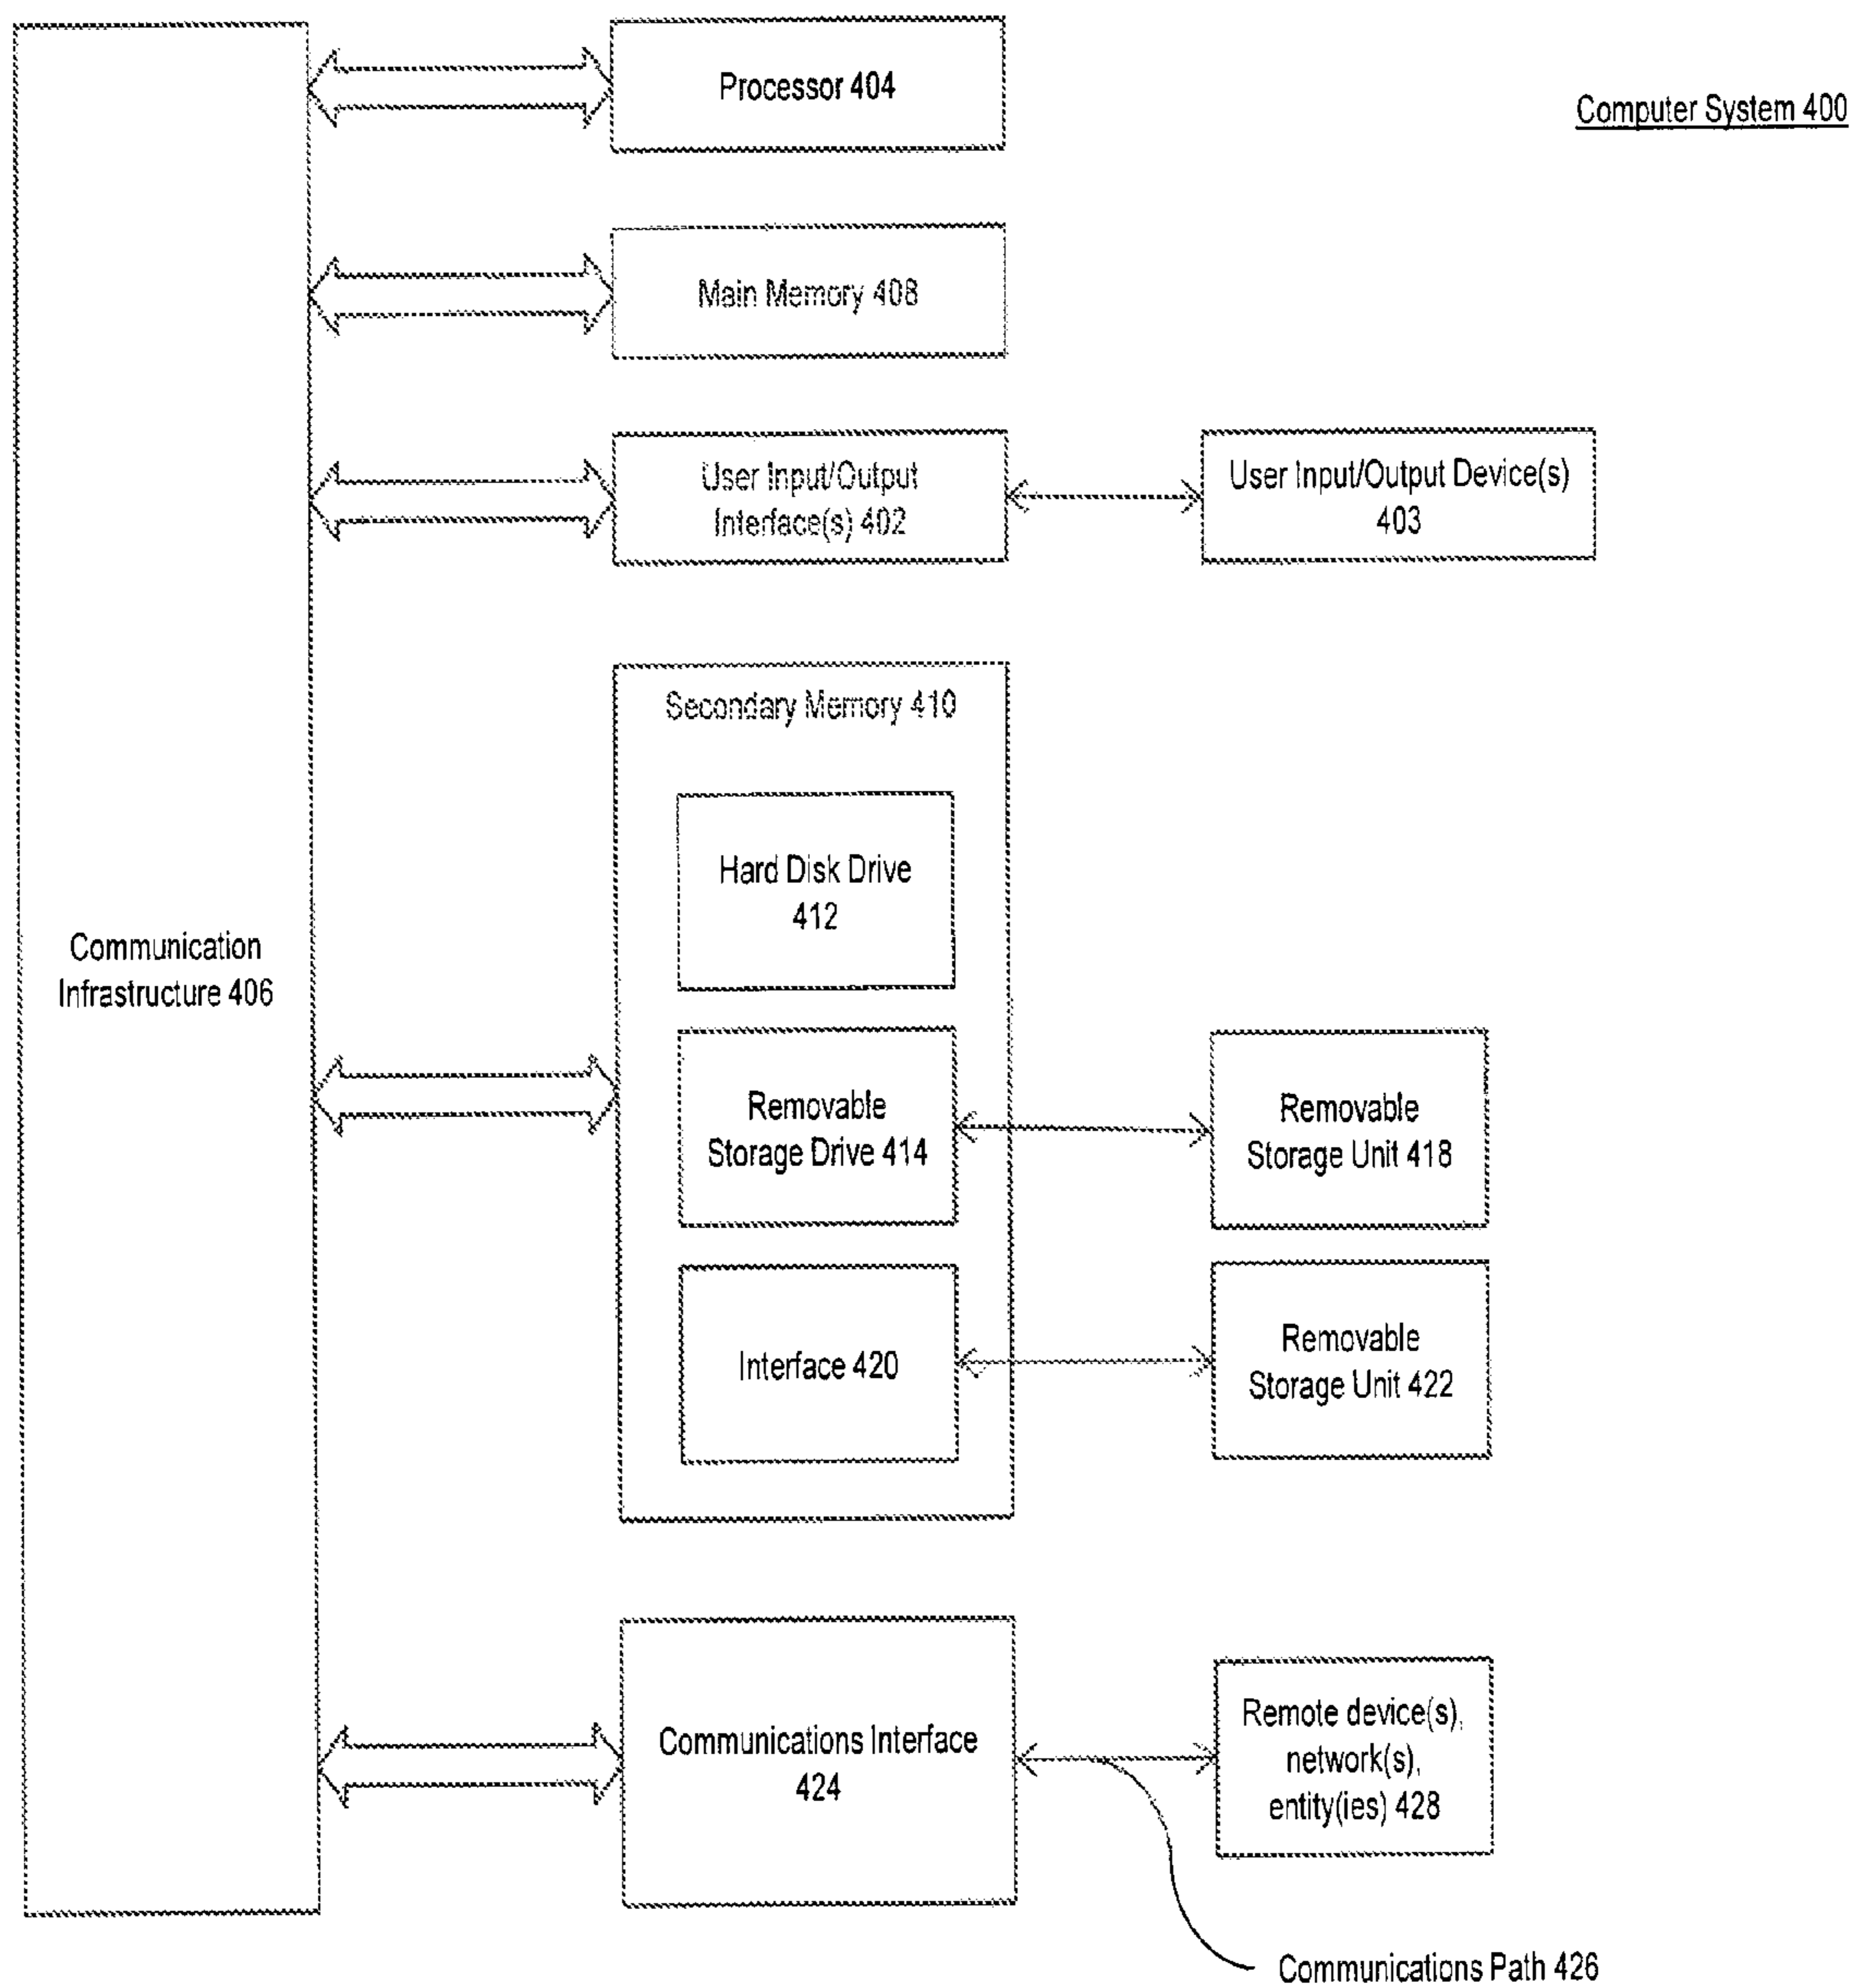 Processor 404
Computer System 400
Main Memory 408
User Input/Output
Interface(s) 402
User Input/Output Device(s)
403
Secondary Memory 410
Hard Disk Drive
412
Communication
Infrastructure 406
Removable
Storage Drive 414
Removable
Storage Unit 418
Interface 420
Removable
Storage Unit 422
Communications Interface
424
Remote device(s),
network(s),
entity(ies) 428
Communications Path 426